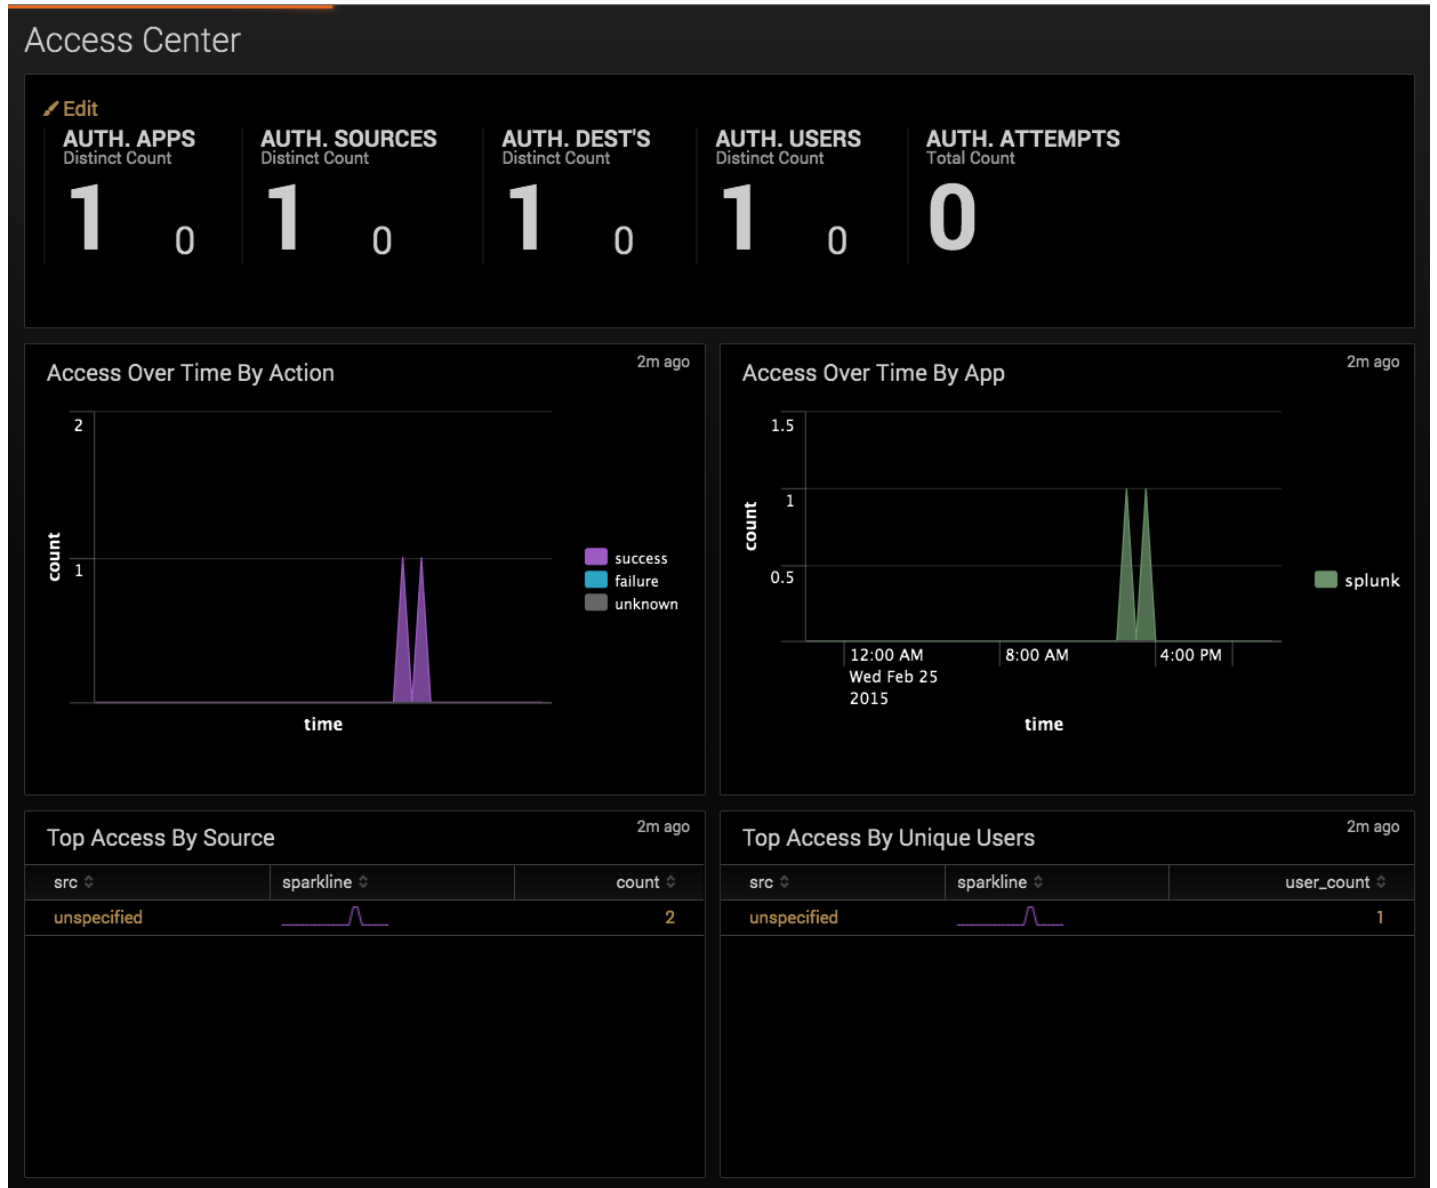 Access Center
Edit
AUTH. APPS
Distinct Count
1 0
AUTH. SOURCES
Distinct Count
1 0
AUTH. DEST'S
Distinct Count
1 0
AUTH. USERS
Distinct Count
1 0
AUTH. ATTEMPTS
Total Count
0
Access Over Time By Action
2m ago
2
1
count
time
success
failure
unknown
Access Over Time By App
2m ago
1.5
1
0.5
count
12:00 AM 8:00 AM 4:00 PM
Wed Feb 25
2015
time
splunk
Top Access By Source
2m ago
src sparkline count
unspecified 2
Top Access By Unique Users
2m ago
src sparkline user_count
unspecified 1